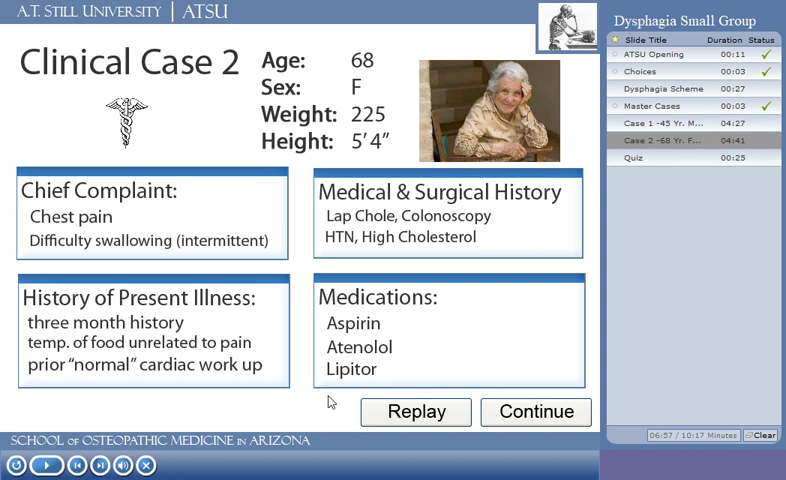 A.T. STILL UNIVERSITY | ATSU
Clinical Case 2
Age: 68
Sex: F
Weight: 225
Height: 5’4”
Chief Complaint:
Chest pain
Difficulty swallowing (intermittent)
Medical & Surgical History
Lap Chole, Colonoscopy
HTN, High Cholesterol
History of Present Illness:
three month history
temp. of food unrelated to pain
prior “normal” cardiac work up
Medications:
Aspirin
Atenolol
Lipitor
Replay
Continue
SCHOOL OF OSTEOPATHIC MEDICINE IN ARIZONA
Dysphagia Small Group
Slide Title Duration Status
ATSU Opening 00:11
Choices 00:03
Dysphagia Scheme 00:27
Master Cases 00:03
Case 1 -45 Yr. M... 04:27
Case 2 -68 Yr. F... 04:41
Quiz 00:25
06:57 / 10:17 Minutes
Clear